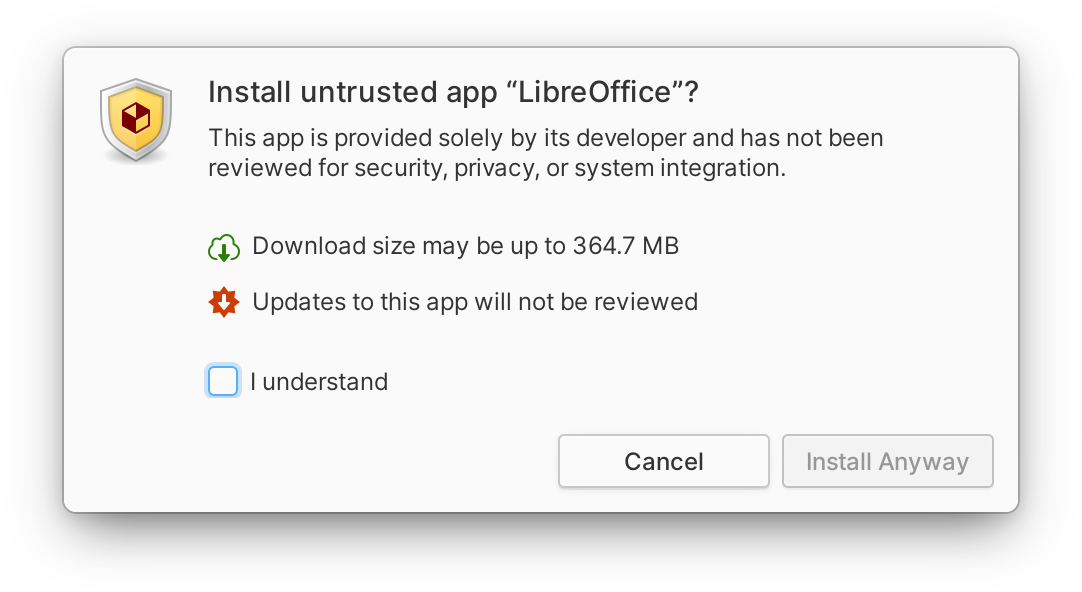 Install untrusted app “LibreOffice”?
This app is provided solely by its developer and has not been
reviewed for security, privacy, or system integration.
Download size may be up to 364.7 MB
Updates to this app will not be reviewed
I understand
Cancel
Install Anyway